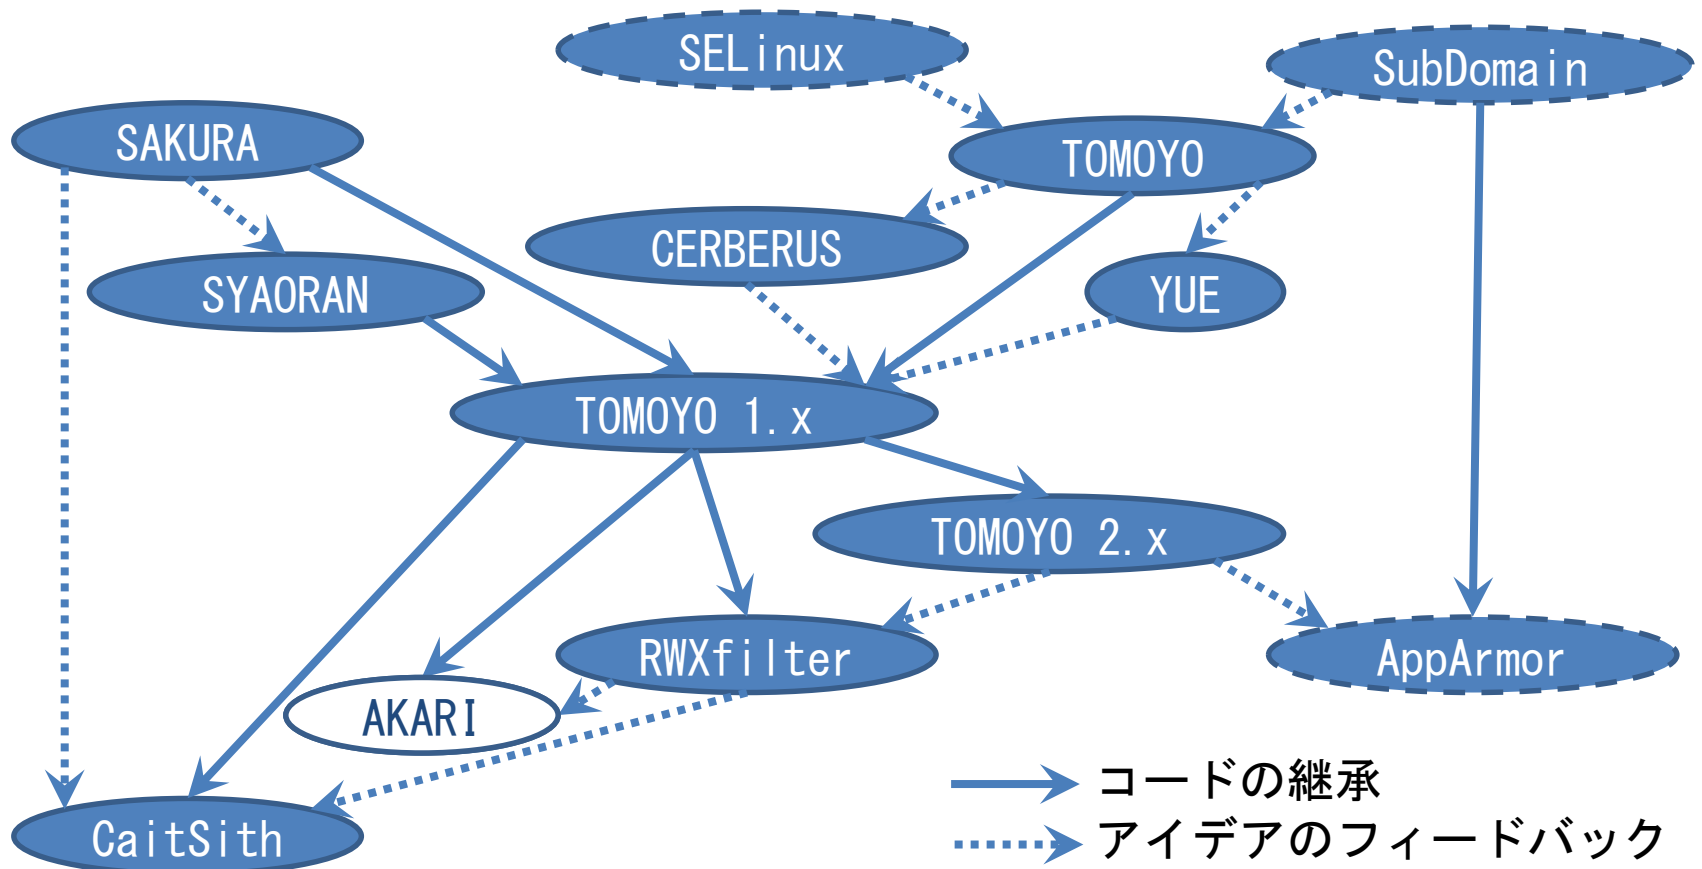 SELinux
SubDomain
SAKURA
TOMOYO
CERBERUS
SYAORAN
YUE
TOMOYO 1.x
TOMOYO 2.x
RWXfilter
AppArmor
AKARI
コードの継承
CaitSith
アイデアのフィードバック